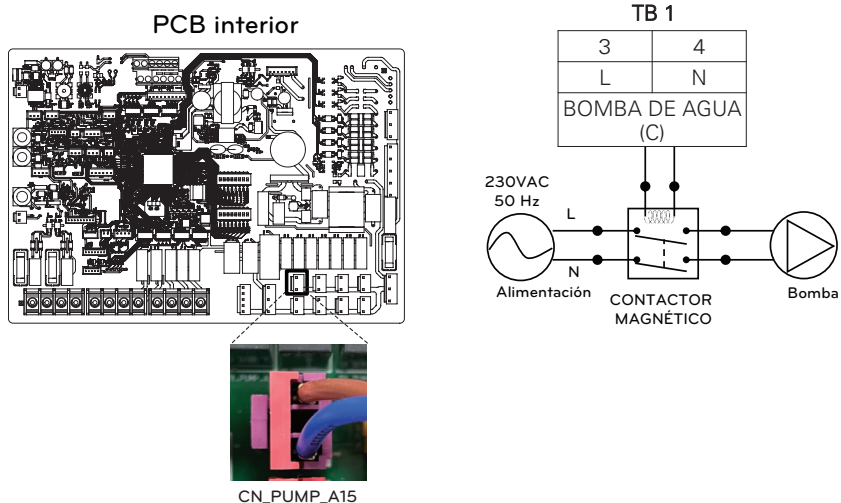 PCB interior
CN_PUMP_A15
TB 1
3 4
L N
BOMBA DE AGUA
(C)
230VAC
50 Hz
L
N
Alimentación
CONTACTOR
MAGNÉTICO
Bomba